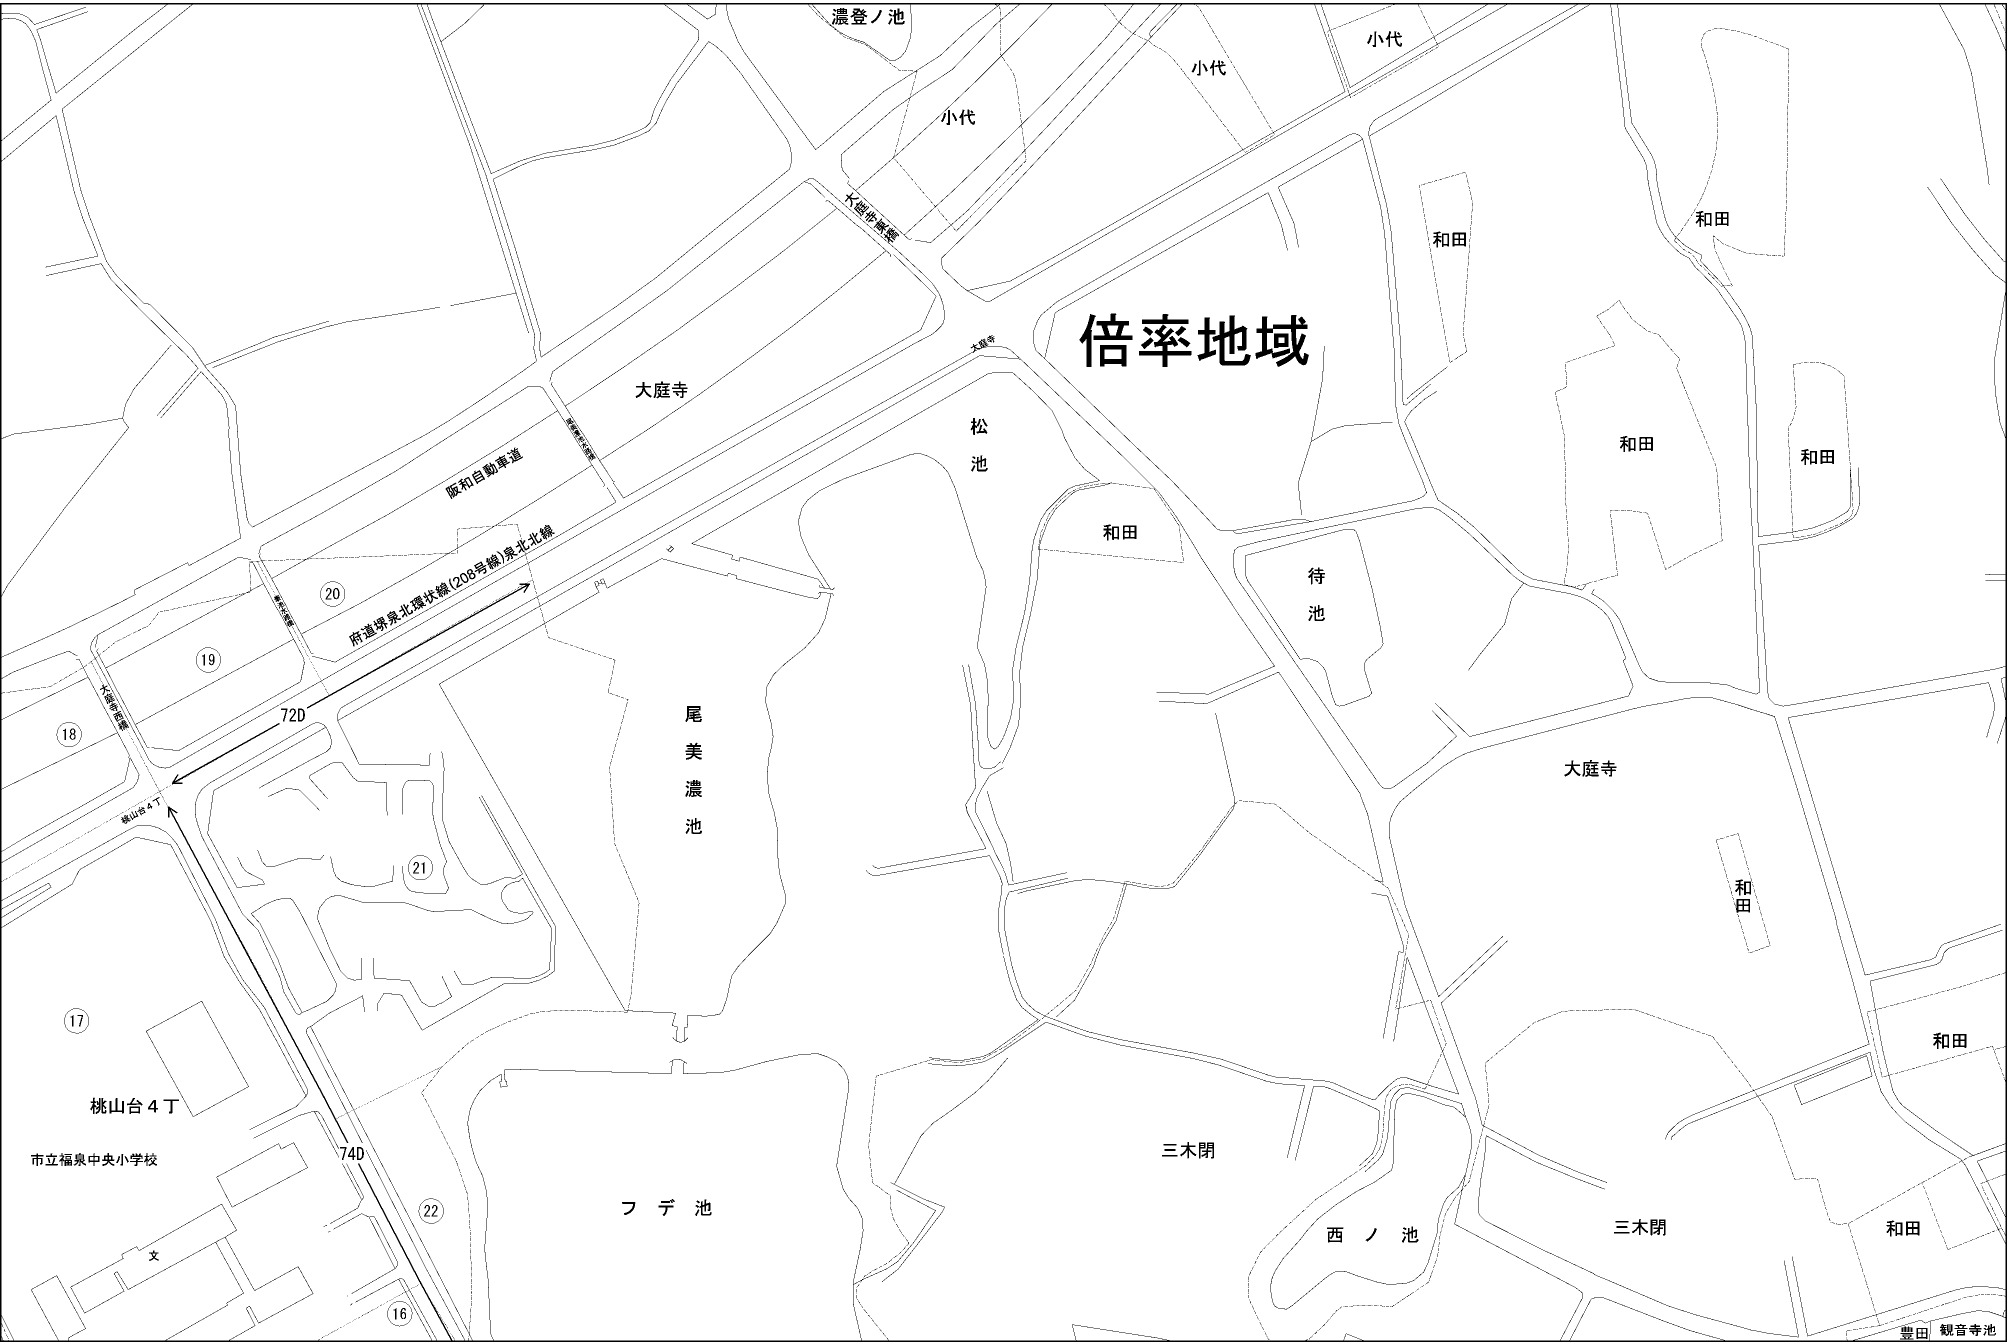 濃登ノ池
小代
小代
小代
大庭寺東橋
和田
和田
倍率地域
大庭寺
大庭寺
松池
和田
和田
阪和自動車道
和田
府道堺泉北環状線(208号線)泉北北線
待池
20
19
大庭寺西橋
72D
18
尾美濃池
大庭寺
桃山台4丁
21
和田
17
和田
桃山台4丁
市立福泉中央小学校
74D
三木閉
22
フデ池
西ノ池
三木閉
和田
文
16
豊田
観音寺池